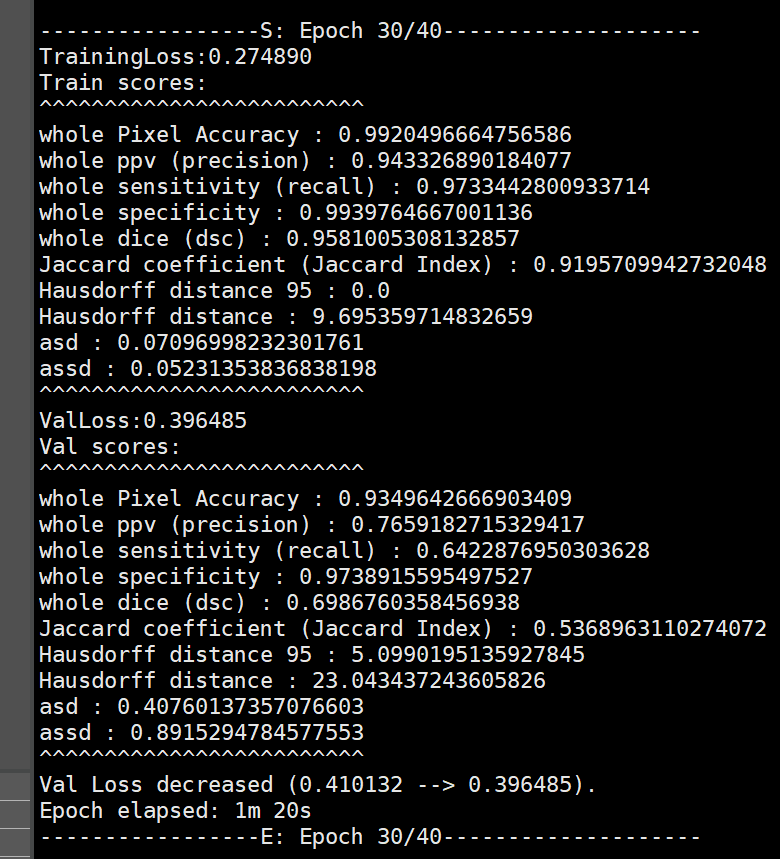 -----------------S: Epoch 30/40--------------------
TrainingLoss:0.274890
Train scores:
^^^^^^^^^^^^^^^^^^^^^^^^^
whole Pixel Accuracy : 0.9920496664756586
whole ppv (precision) : 0.943326890184077
whole sensitivity (recall) : 0.9733442800933714
whole specificity : 0.9939764667001136
whole dice (dsc) : 0.9581005308132857
Jaccard coefficient (Jaccard Index) : 0.9195709942732048
Hausdorff distance 95 : 0.0
Hausdorff distance : 9.695359714832659
asd : 0.07096998232301761
assd : 0.05231353836838198
^^^^^^^^^^^^^^^^^^^^^^^^^
ValLoss:0.396485
Val scores:
^^^^^^^^^^^^^^^^^^^^^^^^^
whole Pixel Accuracy : 0.9349642666903409
whole ppv (precision) : 0.7659182715329417
whole sensitivity (recall) : 0.6422876950303628
whole specificity : 0.9738915595497527
whole dice (dsc) : 0.6986760358456938
Jaccard coefficient (Jaccard Index) : 0.5368963110274072
Hausdorff distance 95 : 5.0990195135927845
Hausdorff distance : 23.043437243605826
asd : 0.40760137357076603
assd : 0.8915294784577553
^^^^^^^^^^^^^^^^^^^^^^^^^
Val Loss decreased (0.410132 --> 0.396485).
Epoch elapsed: 1m 20s
-----------------E: Epoch 30/40--------------------